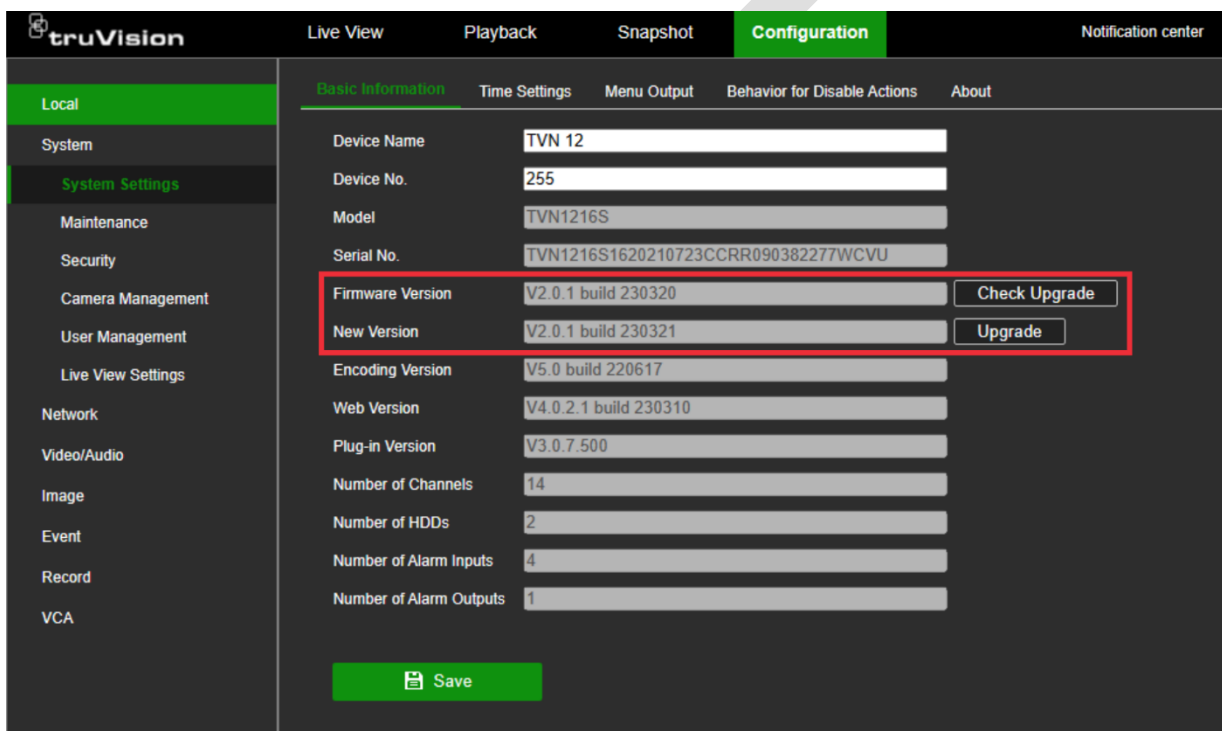 truVision Live View Playback Snapshot Configuration Notification center
Local
System
System Settings
Maintenance
Security
Camera Management
User Management
Live View Settings
Network
Video/Audio
Image
Event
Record
VCA
Basic Information Time Settings Menu Output Behavior for Disable Actions About
Device Name TVN 12
Device No. 255
Model TVN1216S
Serial No. TVN1216S1620210723CCRR090382277WCVU
Firmware Version V2.0.1 build 230320 Check Upgrade
New Version V2.0.1 build 230321 Upgrade
Encoding Version V5.0 build 220617
Web Version V4.0.2.1 build 230310
Plug-in Version V3.0.7.500
Number of Channels 14
Number of HDDs 2
Number of Alarm Inputs 4
Number of Alarm Outputs 1
Save